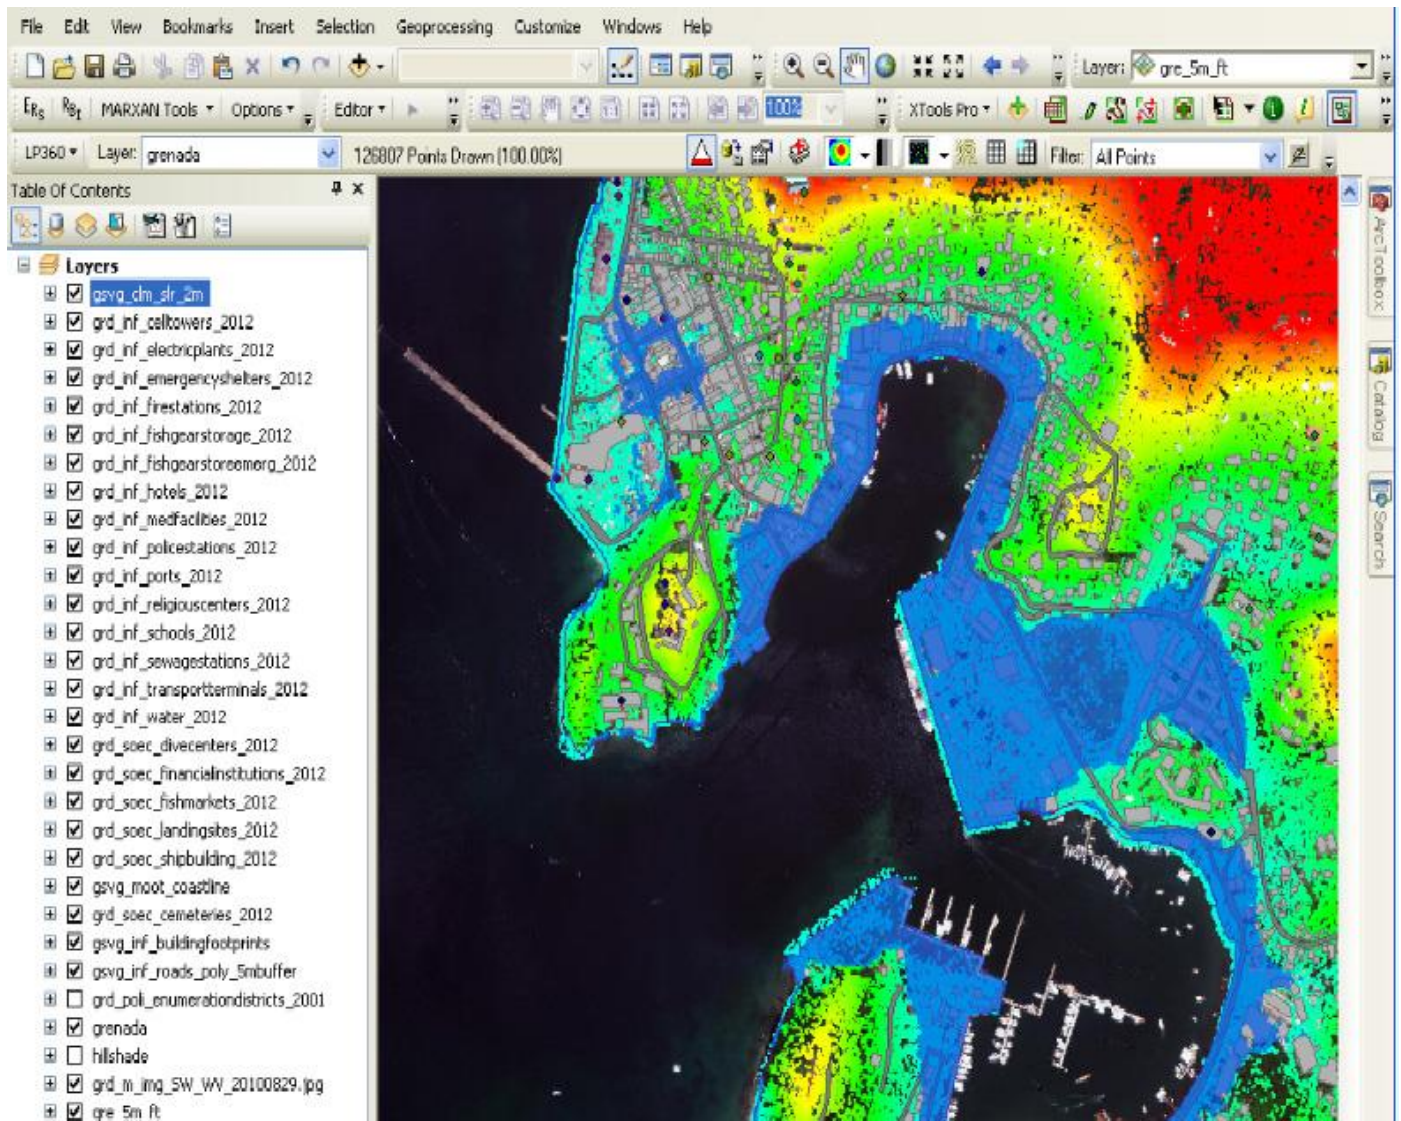 File Edit View Bookmarks Insert Selection Geoprocessing Customize Windows Help
Layer: gre_5m_ft
MARXAN Tools Options Editor 100% XTools Pro
LP360 Layer: grenada 126807 Points Drawn (100.00%) Filter: All Points
Table Of Contents
Layers
gsvg_clm_slr_2m
grd_inf_celltowers_2012
grd_inf_electricplants_2012
grd_inf_emergencyshelters_2012
grd_inf_firestations_2012
grd_inf_fishgearstorage_2012
grd_inf_fishgearstoreemerg_2012
grd_inf_hotels_2012
grd_inf_medfacilities_2012
grd_inf_policestations_2012
grd_inf_ports_2012
grd_inf_religiouscenters_2012
grd_inf_schools_2012
grd_inf_sewagestations_2012
grd_inf_transportterminals_2012
grd_inf_water_2012
grd_soec_divecenters_2012
grd_soec_financialinstitutions_2012
grd_soec_fishmarkets_2012
grd_soec_landingsites_2012
grd_soec_shipbuilding_2012
gsvg_moot_coastline
grd_soec_cemeteries_2012
gsvg_inf_buildingfootprints
gsvg_inf_roads_poly_5mbuffer
grd_poli_enumerationdistricts_2001
grenada
hillshade
grd_m_img_SW_WV_20100829.jpg
gre_5m_ft
ArcToolbox
Catalog
Search